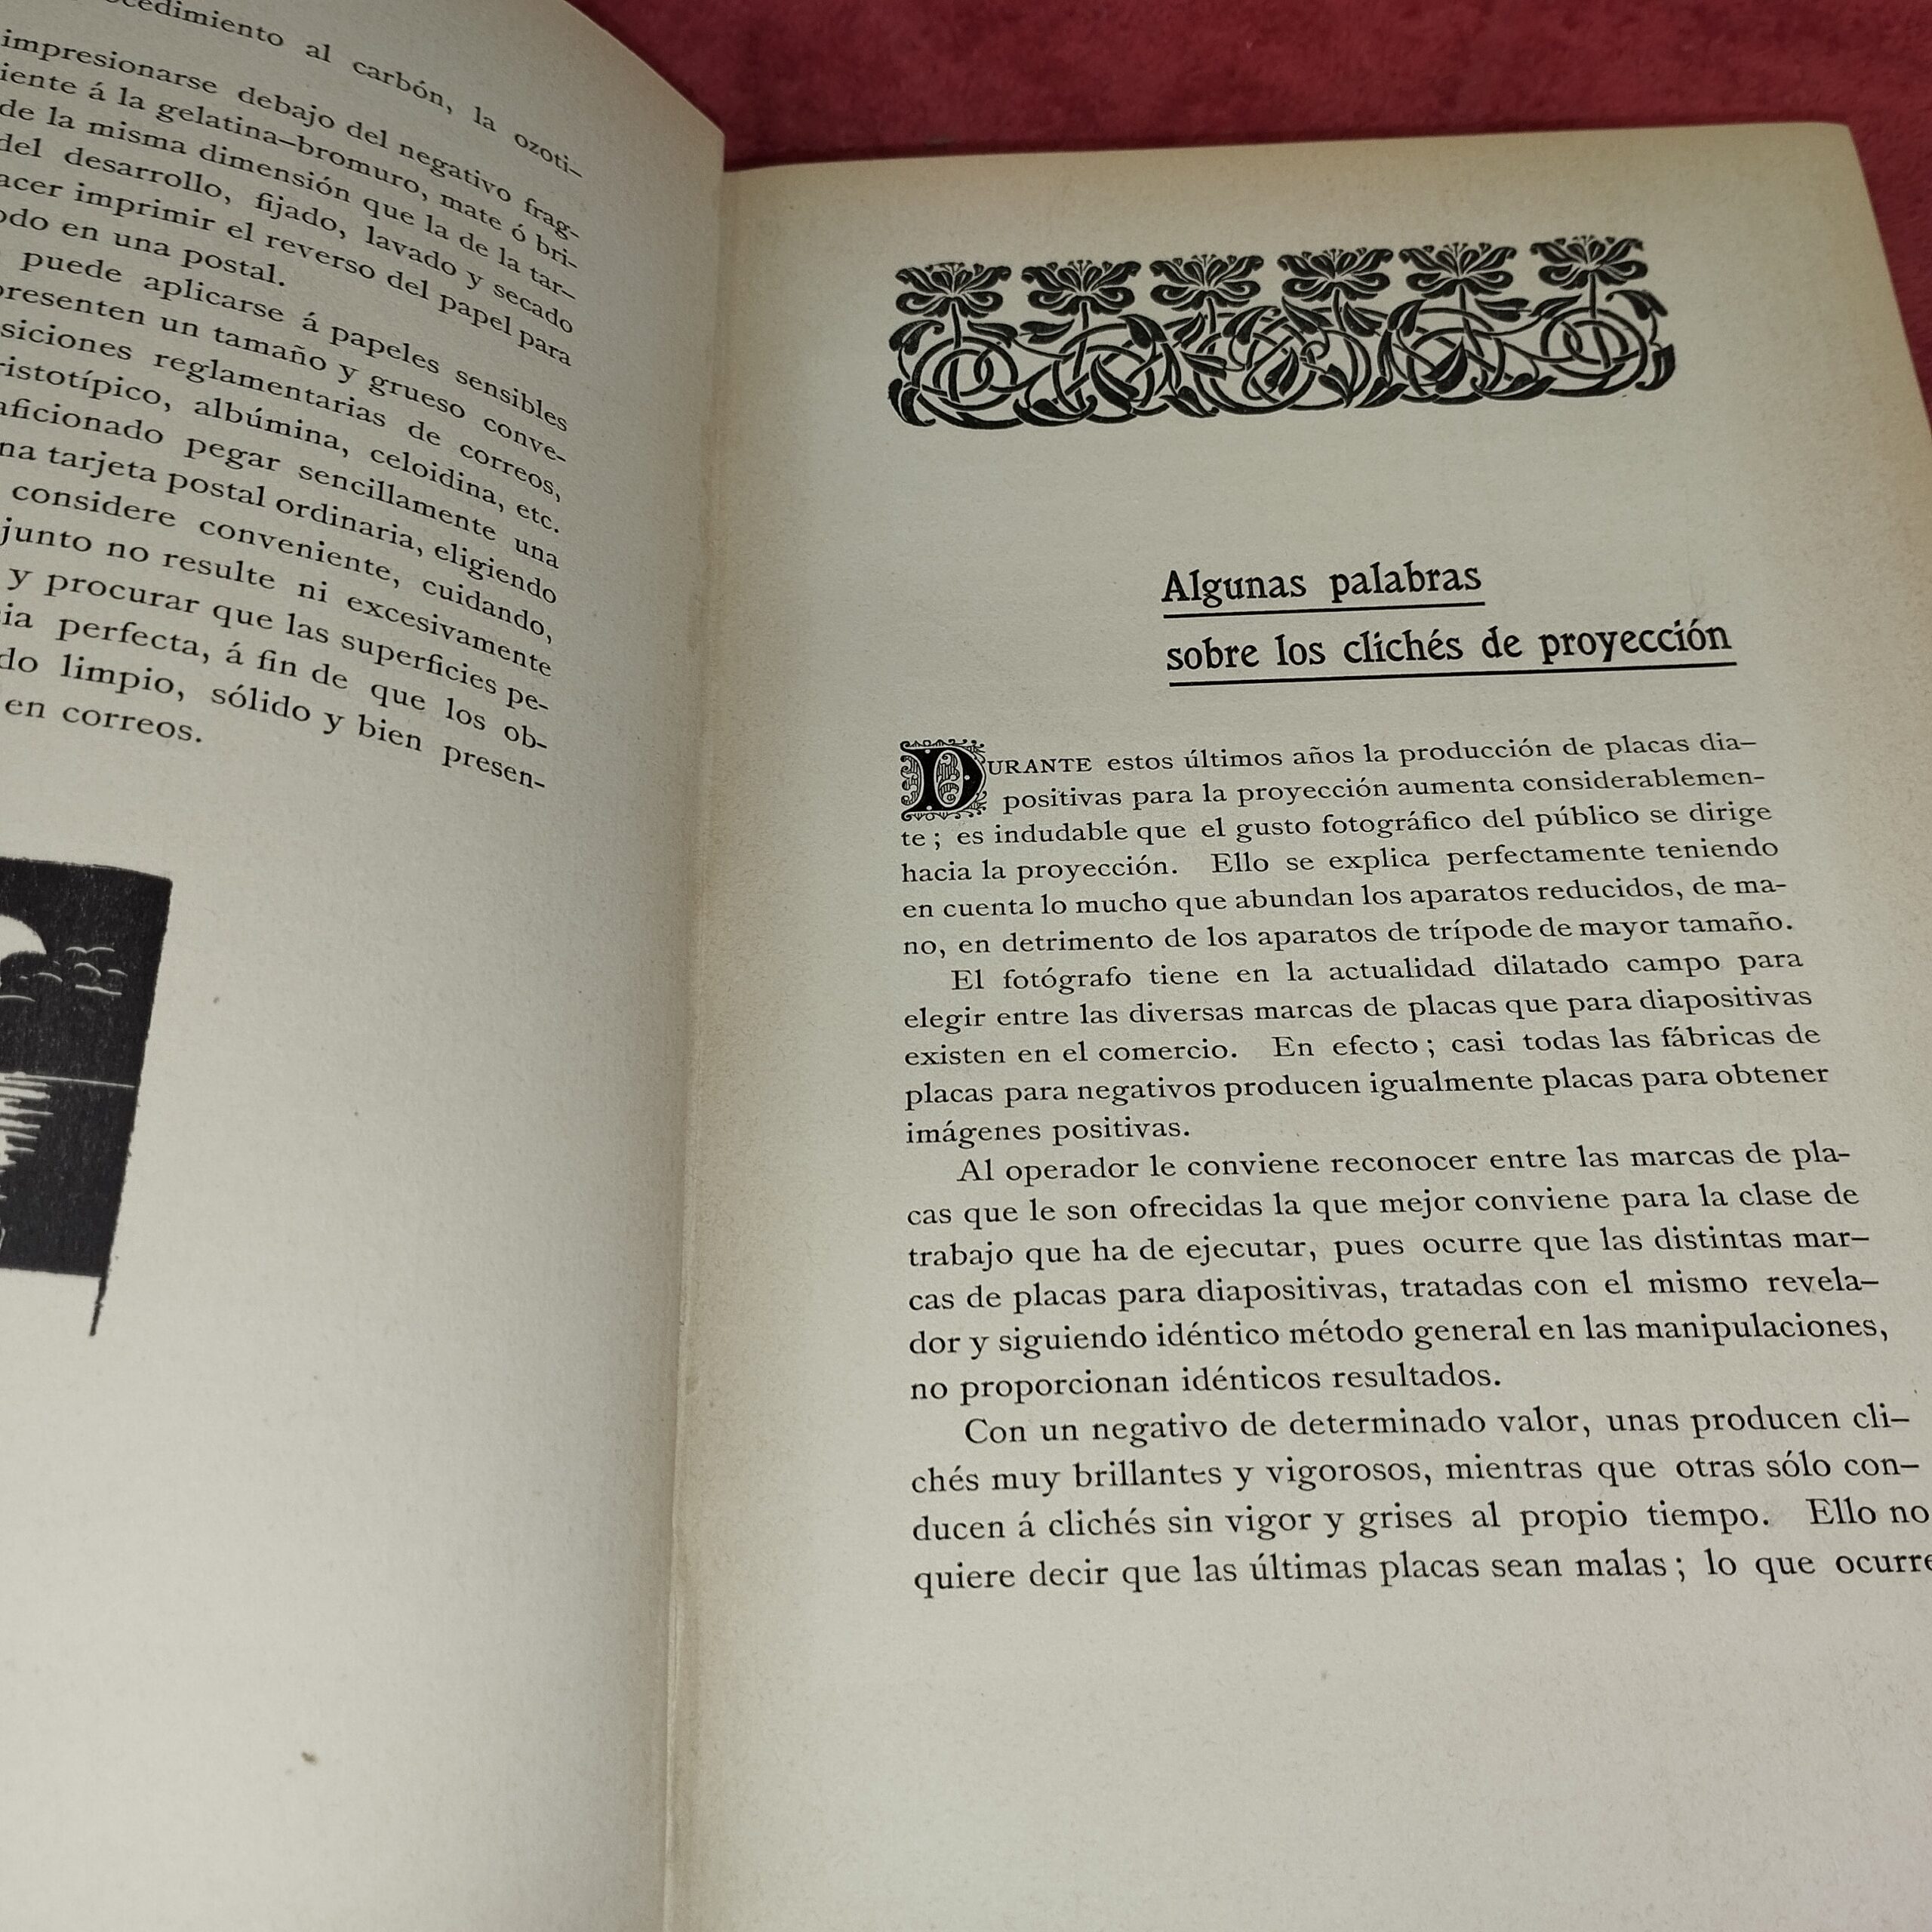 al carbón, la ozoti-
impresionarse debajo del negativo frag-
á la gelatina-bromuro, mate ó bri-
de la misma dimensión que la de la tar-
del desarrollo, fijado, lavado y secado
imprimir el reverso del papel para
en una postal.
puede aplicarse á papeles sensibles
un tamaño y grueso conve-
reglamentarias de correos,
albúmina, celoidina, etc.
aficionado pegar sencillamente una
tarjeta postal ordinaria, eligiendo
considere conveniente, cuidando,
no resulte ni excesivamente
y procurar que las superficies pe-
perfecta, á fin de que los ob-
limpio, sólido y bien presen-
en correos.
Algunas palabras
sobre los clichés de proyección
DURANTE estos últimos años la producción de placas dia-
positivas para la proyección aumenta considerablemen-
te; es indudable que el gusto fotográfico del público se dirige
hacia la proyección. Ello se explica perfectamente teniendo
en cuenta lo mucho que abundan los aparatos reducidos, de ma-
no, en detrimento de los aparatos de trípode de mayor tamaño.
El fotógrafo tiene en la actualidad dilatado campo para
elegir entre las diversas marcas de placas que para diapositivas
existen en el comercio. En efecto; casi todas las fábricas de
placas para negativos producen igualmente placas para obtener
imágenes positivas.
Al operador le conviene reconocer entre las marcas de pla-
cas que le son ofrecidas la que mejor conviene para la clase de
trabajo que ha de ejecutar, pues ocurre que las distintas mar-
cas de placas para diapositivas, tratadas con el mismo revela-
dor y siguiendo idéntico método general en las manipulaciones,
no proporcionan idénticos resultados.
Con un negativo de determinado valor, unas producen cli-
chés muy brillantes y vigorosos, mientras que otras sólo con-
ducen á clichés sin vigor y grises al propio tiempo. Ello no
quiere decir que las últimas placas sean malas; lo que ocurre